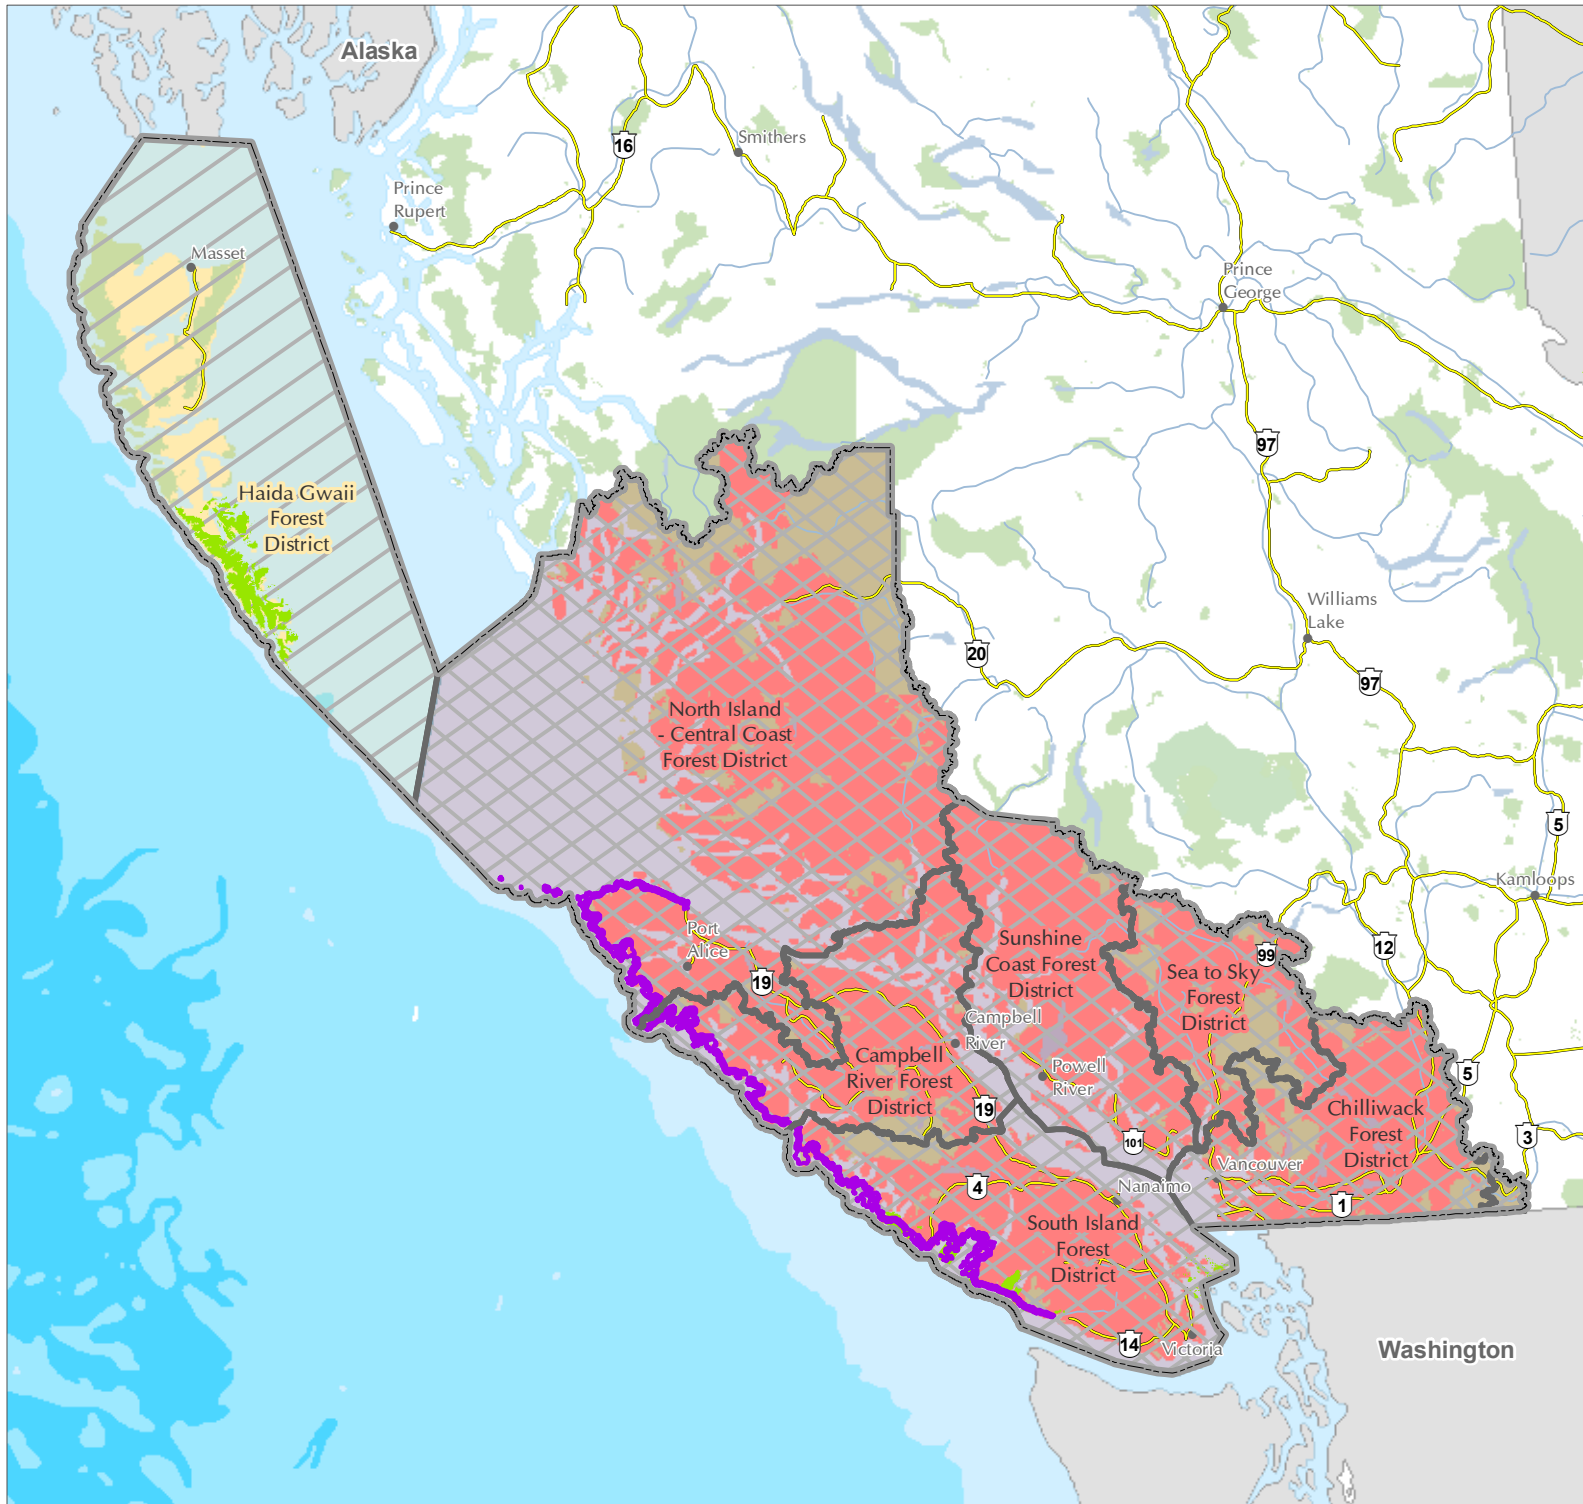 Alaska
16
Smithers
Prince
Rupert
Masset
Prince
George
97
Haida Gwaii
Forest
District
Williams
Lake
20
97
North Island
- Central Coast
Forest District
5
Kamloops
Port
Alice
19
Sunshine
Coast Forest
District
99
12
Sea to Sky
Forest
District
Campbell
River
Campbell
River Forest
District
Powell
River
19
5
Chilliwack
Forest
District
101
3
Vancouver
4
Nanaimo
1
South Island
Forest
District
14
Victoria
Washington